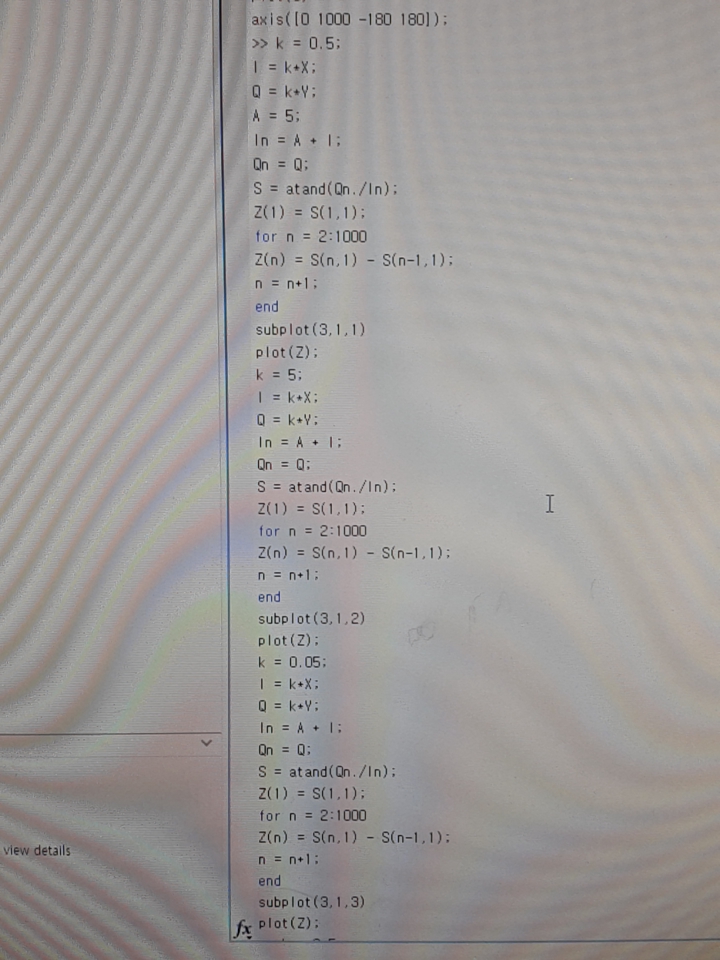 axis([0 1000 -180 180]);
>> k = 0.5;
I = k*X;
Q = k*Y;
A = 5;
In = A + I;
Qn = Q;
S = atand(Qn./In);
Z(1) = S(1,1);
for n = 2:1000
Z(n) = S(n,1) - S(n-1,1);
n = n+1;
end
subplot(3,1,1)
plot(Z);
k = 5;
I = k*X;
Q = k*Y;
In = A + I;
Qn = Q;
S = atand(Qn./In);
Z(1) = S(1,1);
for n = 2:1000
Z(n) = S(n,1) - S(n-1,1);
n = n+1;
end
subplot(3,1,2)
plot(Z);
k = 0.05;
I = k*X;
Q = k*Y;
In = A + I;
Qn = Q;
S = atand(Qn./In);
Z(1) = S(1,1);
for n = 2:1000
Z(n) = S(n,1) - S(n-1,1);
view details
n = n+1;
end
subplot(3,1,3)
fx plot(Z);